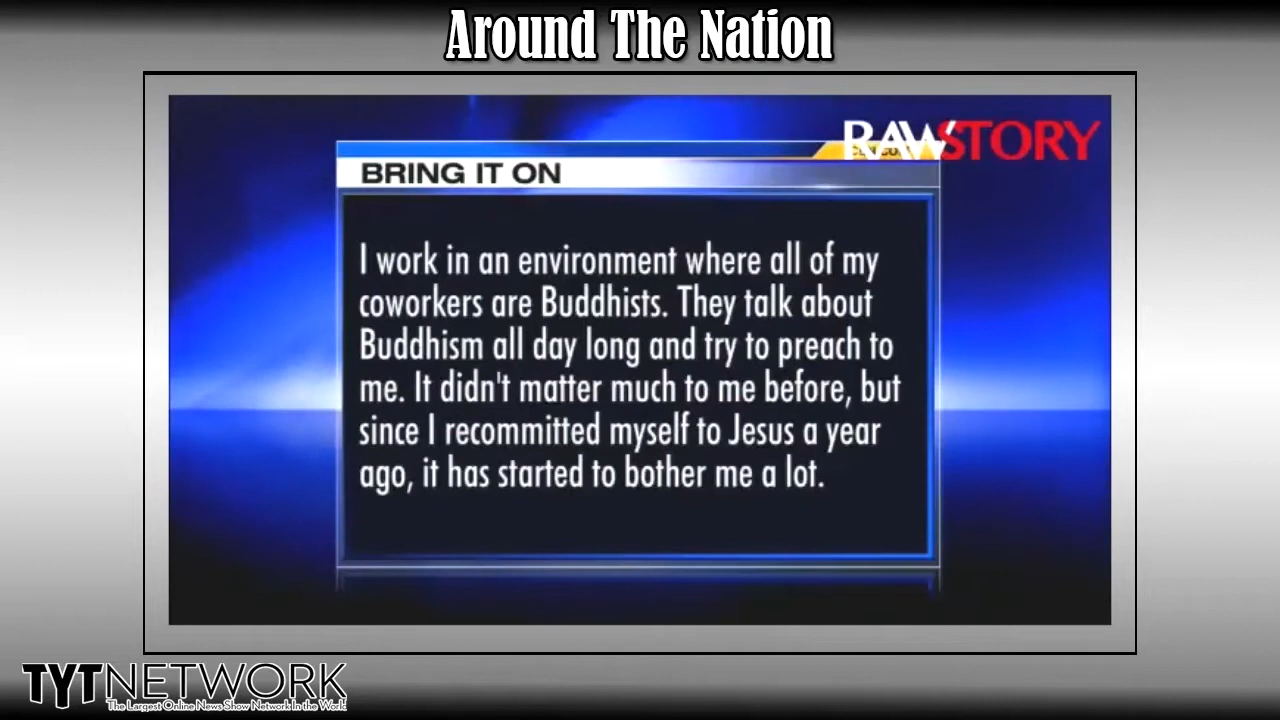 Around The Nation
RAWSTORY
BRING IT ON
I work in an environment where all of my
coworkers are Buddhists. They talk about
Buddhism all day long and try to preach to
me. It didn't matter much to me before, but
since I recommitted myself to Jesus a year
ago, it has started to bother me a lot.
TYTNETWORK
The Largest Online News Show Network In the World